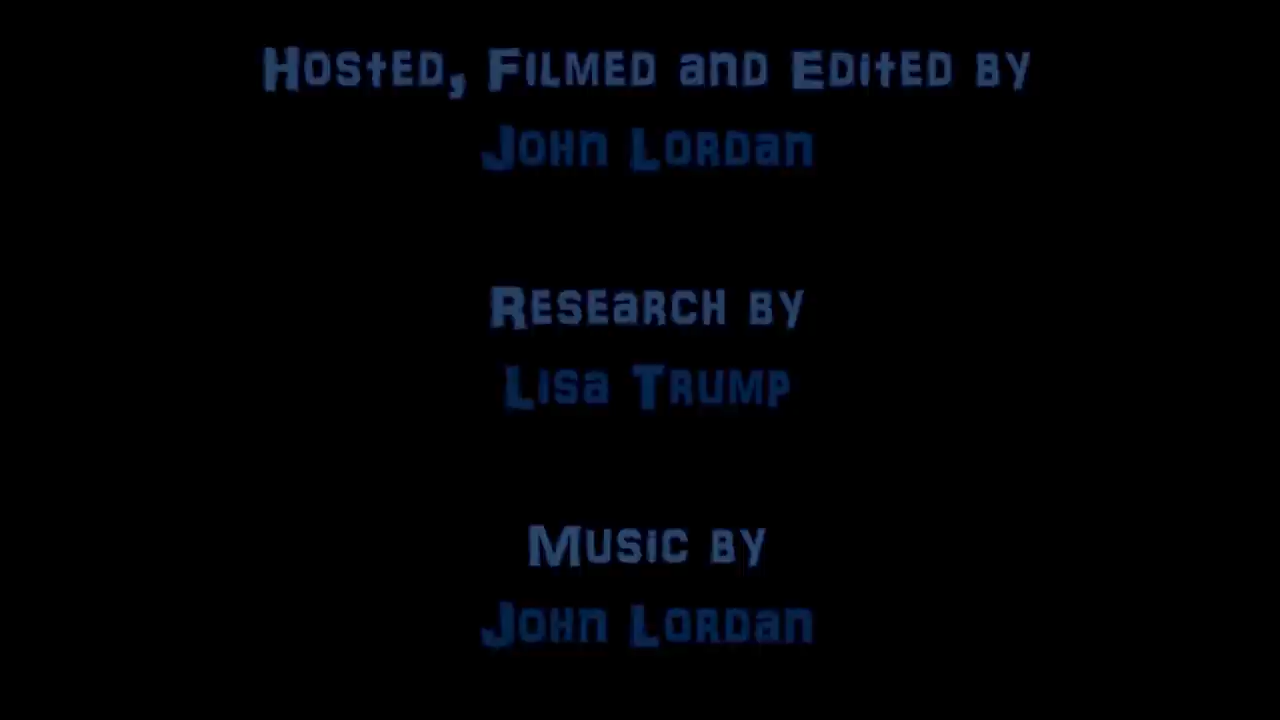 Hosted, Filmed and Edited by
John Lordan
Research by
Lisa Trump
Music by
John Lordan